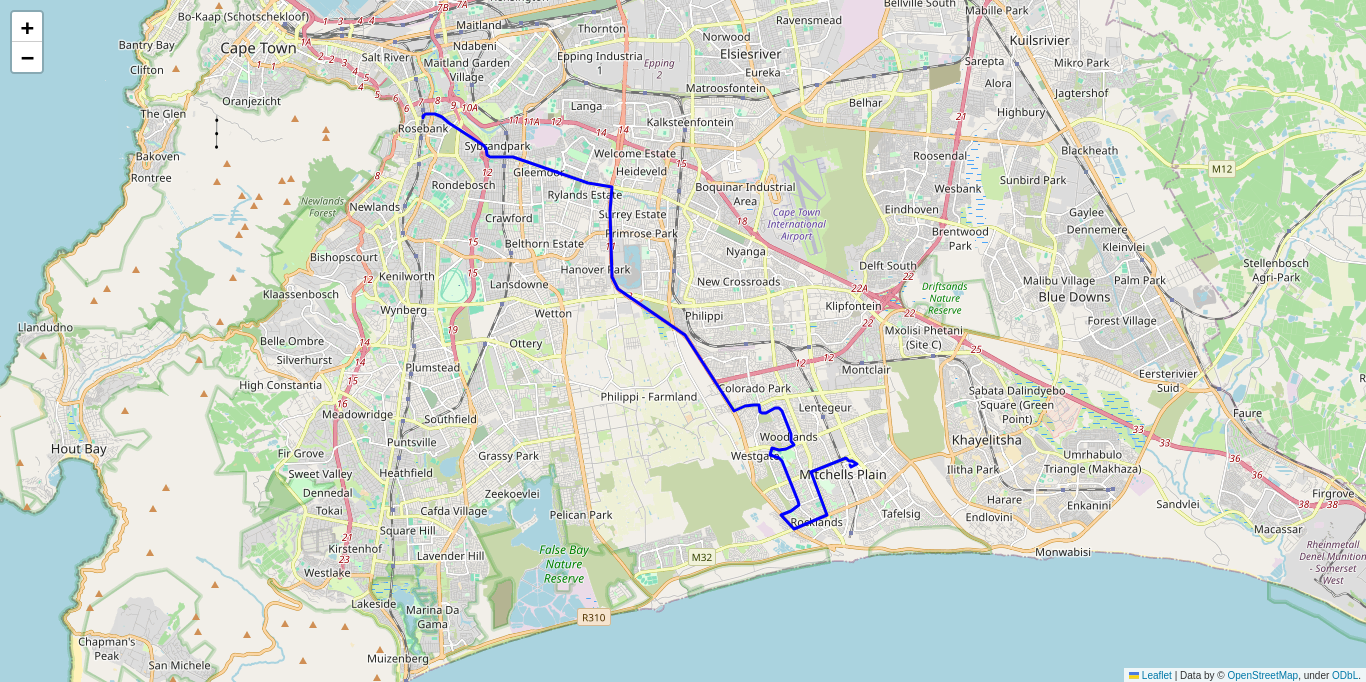 +
−
Bo-Kaap (Schotschekloof)
Bantry Bay
Cape Town
Clifton
Oranjezicht
The Glen
Bakoven
Rontree
Salt River
Maitland
Ndabeni
Maitland Garden
Village
7A
7B
7B
Thornton
Epping Industria
1
Epping
2
Norwood
Elsiesriver
Eureka
Matroosfontein
Ravensmead
Bellville South
Mabille Park
Kuilsrivier
Sarepta
Mikro Park
Alora
Jagtershof
Highbury
Belhar
Langa
Kalksteenfontein
Rosebank
Sybrandpark
Gleemoor
Welcome Estate
Heideveld
Rylands Estate
Boquinar Industrial
Area
Surrey Estate
Primrose Park
Cape Town
International
Airport
Nyanga
Newlands
Forest
Newlands
Rondebosch
Crawford
Belthorn Estate
Bishopscourt
Kenilworth
Lansdowne
Hanover Park
New Crossroads
Klaassenbosch
Wynberg
Wetton
Philippi
Klipfontein
Delft South
Driftsands
- Nature
Reserve
Roosendal
Wesbank
Eindhoven
Brentwood
Park
Blackheath
Sunbird Park
Gaylee
Dennemere
Kleinvlei
Malibu Village
Palm Park
Blue Downs
Forest Village
Stellenbosch
Agri-Park
M12
Llandudno
Belle Ombre
Silverhurst
High Constantia
Ottery
Plumstead
Mxolisi Phetani
(Site C)
Montclair
Colorado Park
Lentegeur
Philippi - Farmland
Eersterivier
Suid
Sabata Dalindyebo
Square (Green
Point)
Khayelitsha
Umrhabulo
Triangle (Makhaza)
Faure
Meadowridge
Southfield
Puntsville
Hout Bay
Fir Grove
Sweet Valley
Heathfield
Grassy Park
Woodlands
Westgate
Mitchells Plain
Ilitha Park
Harare
Enkanini
Endlovini
Sandvlei
Firgrove
Macassar
Dennedal
Tokai
Zeekoevlei
Cafda Village
Square Hill
Pelican Park
Rocklands
Tafelsig
Kirstenhof
Lavender Hill
Westlake
False Bay
Nature
Reserve
M32
Monwabisi
Rheinmetall
Denel Munition
- Somerset
West
Lakeside
Marina Da
Gama
R310
Chapman's
Peak
San Michele
Muizenberg
Leaflet | Data by © OpenStreetMap, under ODbL.